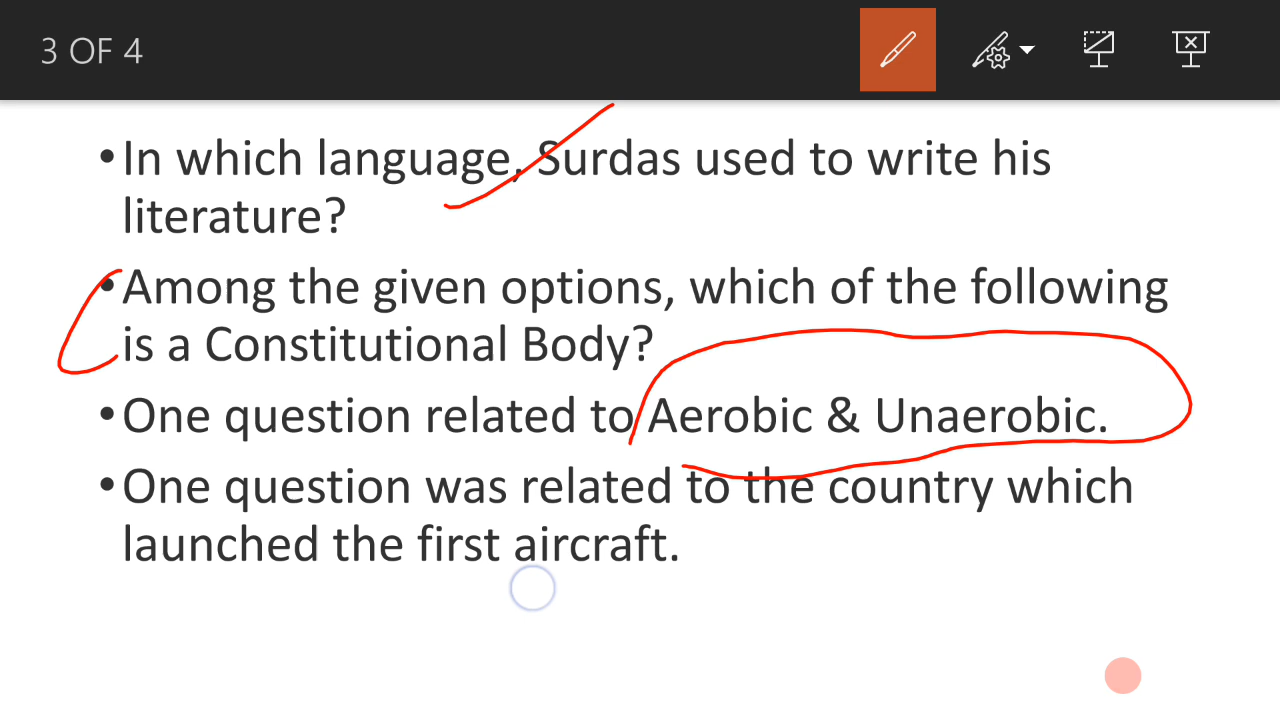 3 OF 4
•In which language, Surdas used to write his
literature?
•Among the given options, which of the following
is a Constitutional Body?
•One question related to Aerobic & Unaerobic.
•One question was related to the country which
launched the first aircraft.